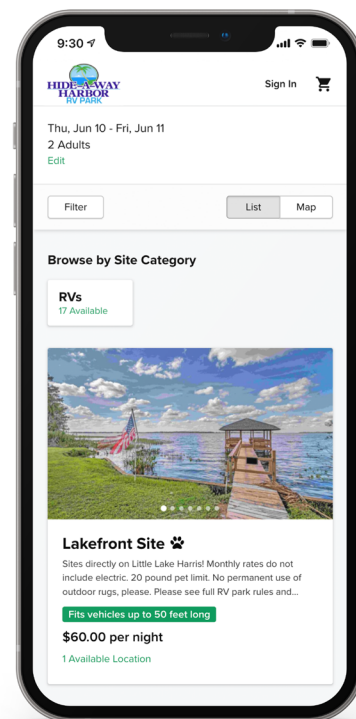 9:30
HIDE-A-WAY
HARBOR
RV PARK
Sign In
Thu, Jun 10 - Fri, Jun 11
2 Adults
Edit
Filter
List
Map
Browse by Site Category
RVs
17 Available
Lakefront Site
Sites directly on Little Lake Harris! Monthly rates do not
include electric. 20 pound pet limit. No permanent use of
outdoor rugs, please. Please see full RV park rules and...
Fits vehicles up to 50 feet long
$60.00 per night
1 Available Location